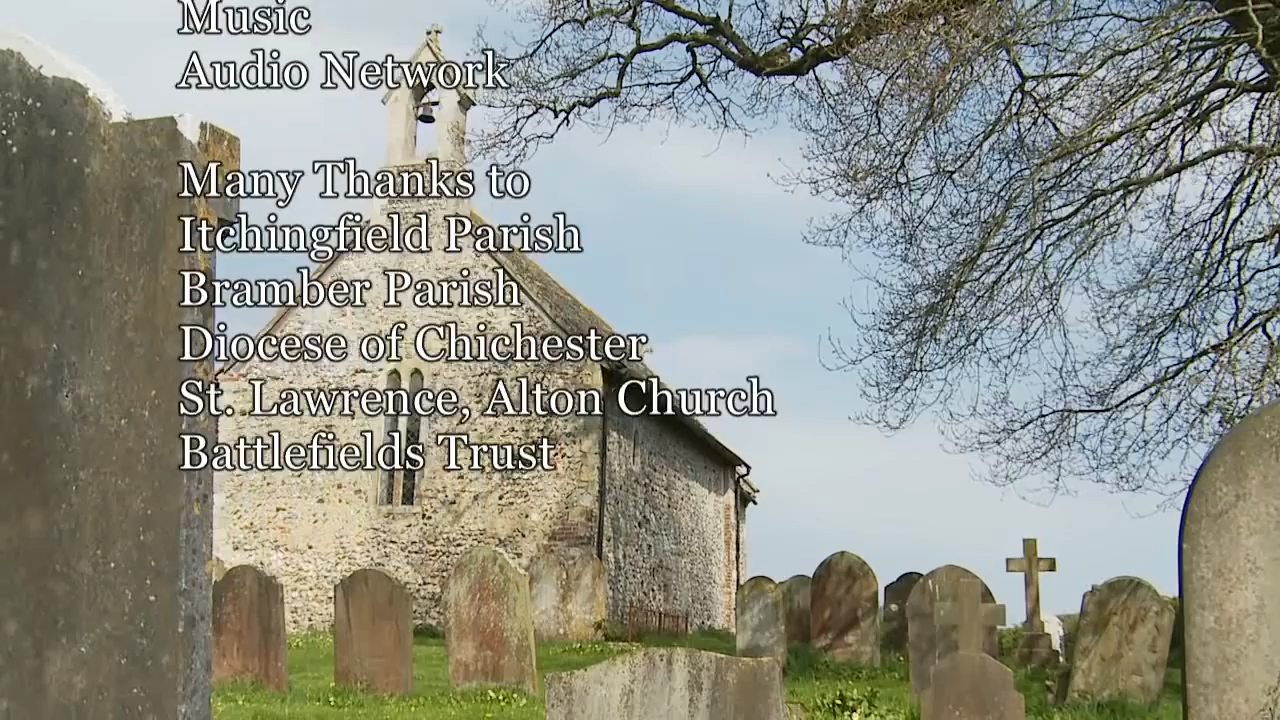 Music
Audio Network
Many Thanks to
Itchingfield Parish
Bramber Parish
Diocese of Chichester
St. Lawrence, Alton Church
Battlefields Trust